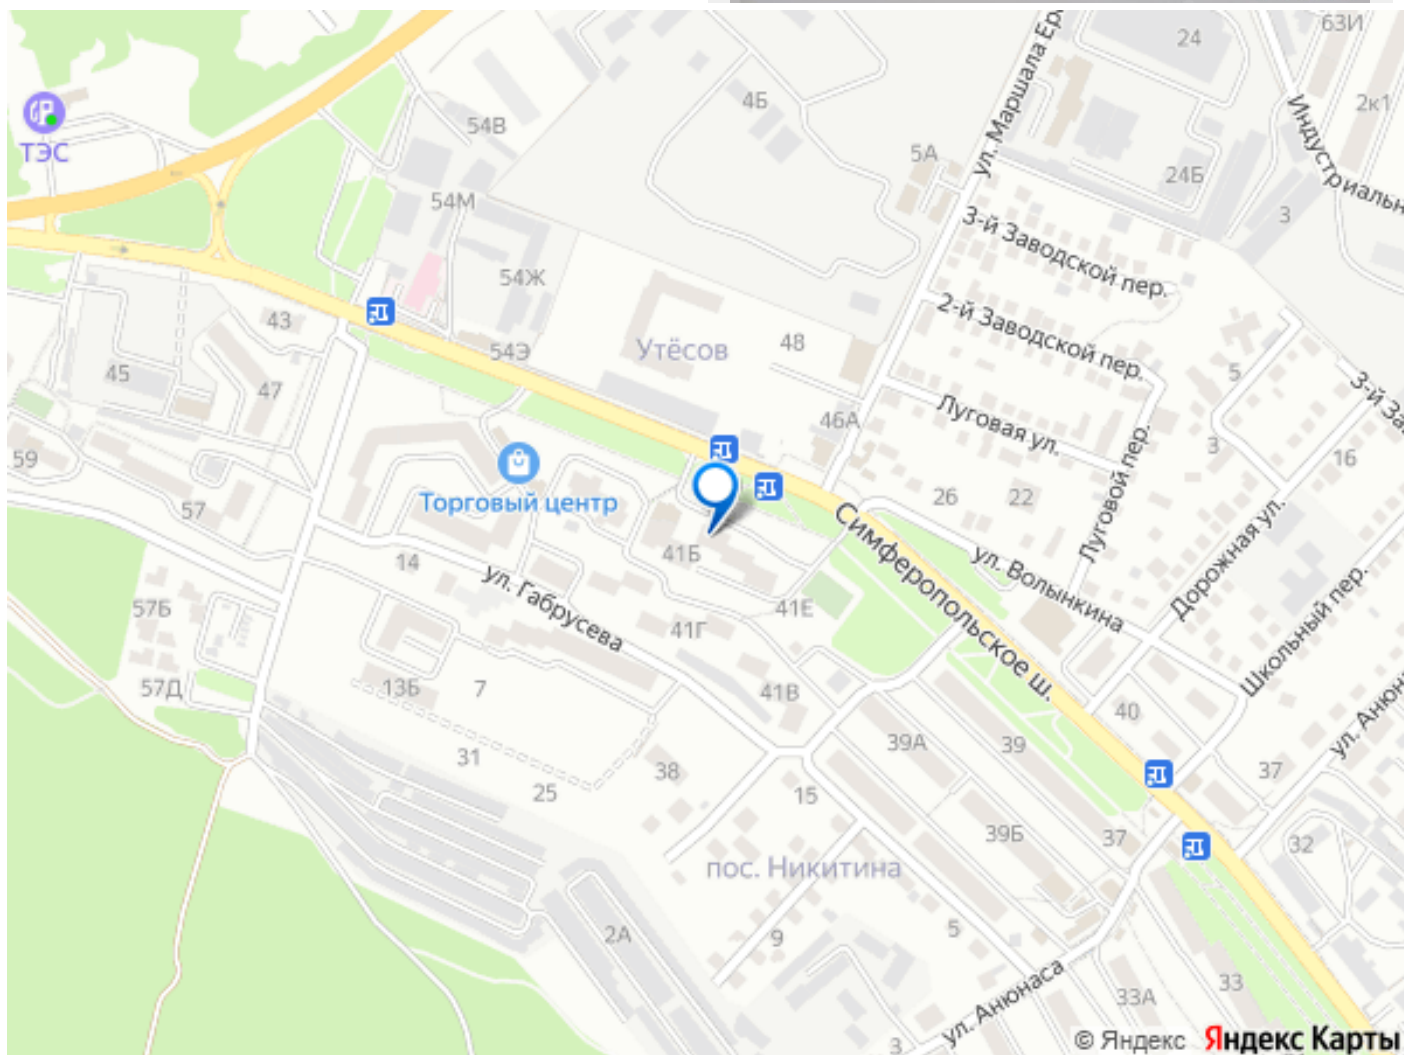 63И
24
2к1
4Б
ул. Маршала Ер
Индустриальн
54В
ТЭС
5А
24Б
54М
3
3-й Заводской пер.
54Ж
2-й Заводской пер.
43
Утёсов
48
54Э
45
47
5
3-й За
Луговая ул.
46А
3
59
Луговой пер.
16
Торговый центр
57
26
22
Симферопольское ш.
41Б
ул. Волынкина
Дорожная ул.
14
ул. Габрусева
57Б
41Е
41Г
Школьный пер.
57Д
13Б
7
41В
40
ул. Анюн
39А
39
31
38
37
25
15
39Б
37
32
пос. Никитина
2А
9
5
33
33А
ул. Анюнаса
3
© Яндекс Яндекс Карты